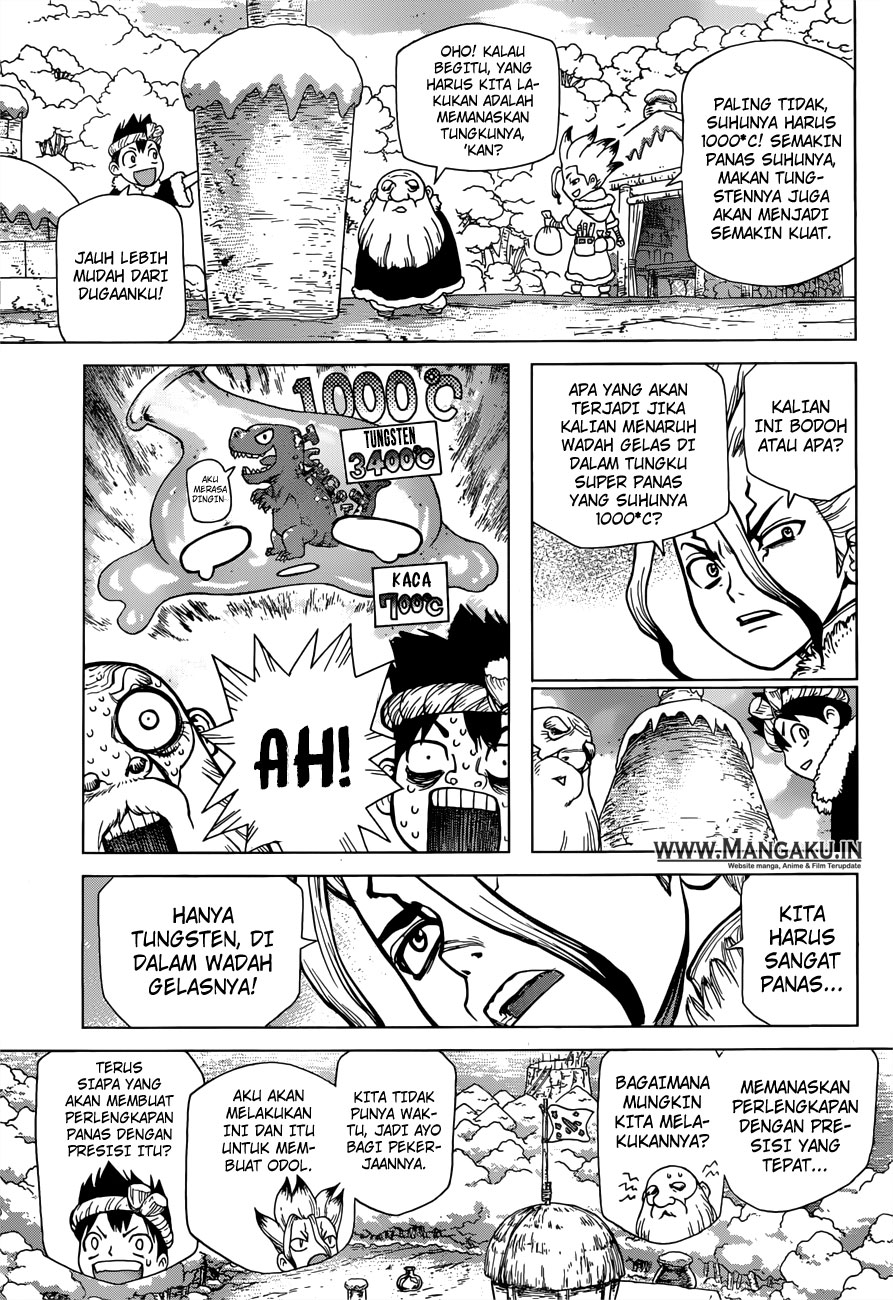 PALING TIDAK,
SUHUNYA HARUS
1000°C! SEMAKIN
PANAS SUHUNYA,
MAKAN TUNG-
STENNYA JUGA
AKAN MENJADI
SEMAKIN KUAT.
OHO! KALAU
BEGITU, YANG
HARUS KITA LA-
KUKAN ADALAH
MEMANASKAN
TUNGKUNYA,
'KAN?
JAUH LEBIH
MUDAH DARI
DUGAANKU!
KALIAN
INI BODOH
ATAU APA?
APA YANG AKAN
TERJADI JIKA
KALIAN MENARUH
WADAH GELAS DI
DALAM TUNGKU
SUPER PANAS
YANG SUHUNYA
1000°C?
1000°C
TUNGSTEN
3400°C
AKU
MERASA
DINGIN
KACA
700°C
AH!
WWW.MANGAKU.IN
Website manga, Anime & Film Terupdate
KITA
HARUS
SANGAT
PANAS...
HANYA
TUNGSTEN, DI
DALAM WADAH
GELASNYA!
MEMANASKAN
PERLENGKAPAN
DENGAN PRE-
SISI YANG
TEPAT...
BAGAIMANA
MUNGKIN
KITA MELA-
KUKANNYA?
KITA TIDAK
PUNYA WAK-
TU, JADI AYO
BAGI PEKER-
JAANNYA.
AKU AKAN
MELAKUKAN
INI DAN ITU
UNTUK MEM-
BUAT ODOL.
TERUS
SIAPA YANG
AKAN MEMBUAT
PERLENGKAPAN
PANAS DENGAN
PRESISI ITU?